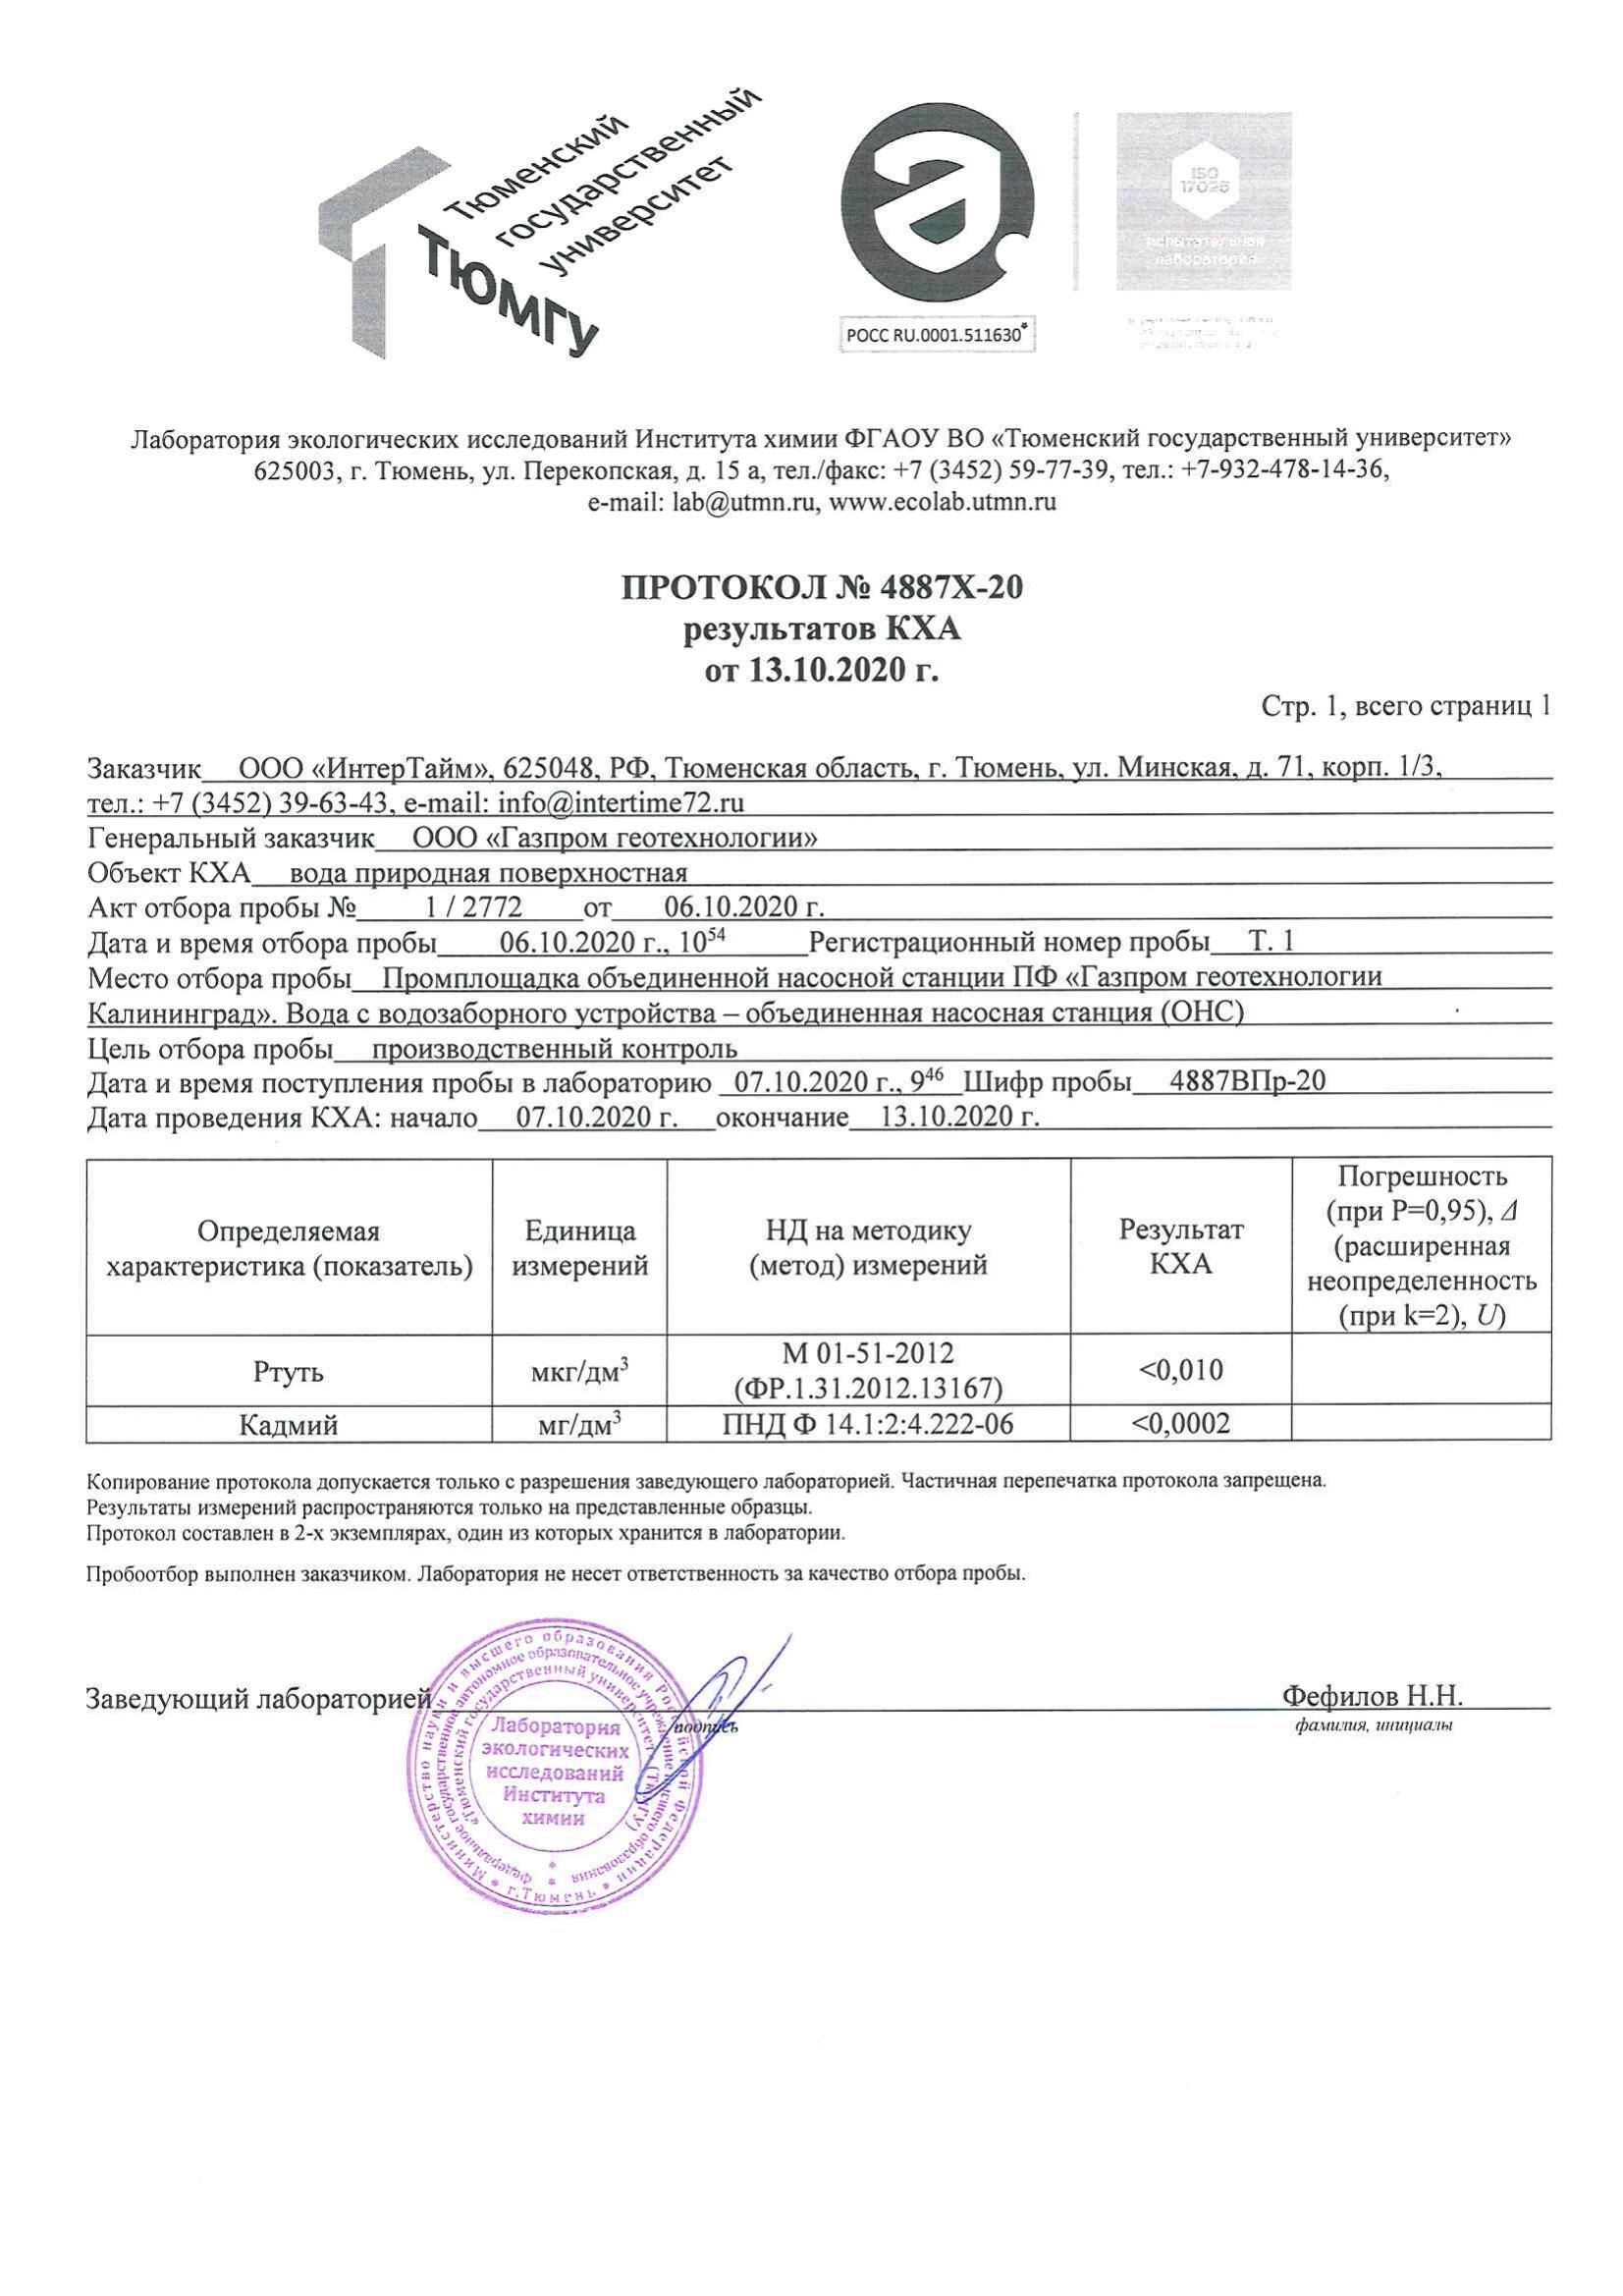 Тюменский
государственный
университет
ТЮМГУ
ISO
17025
испытательная
лаборатория
РОСС RU.0001.511630*
Лаборатория экологических исследований Института химии ФГАОУ ВО «Тюменский государственный университет»
625003, г. Тюмень, ул. Перекопская, д. 15 а, тел./факс: +7 (3452) 59-77-39, тел.: +7-932-478-14-36,
e-mail: lab@utmn.ru, www.ecolab.utmn.ru
ПРОТОКОЛ № 4887Х-20
результатов КХА
от 13.10.2020 г.
Стр. 1, всего страниц 1
Заказчик ООО «ИнтерТайм», 625048, РФ, Тюменская область, г. Тюмень, ул. Минская, д. 71, корп. 1/3,
тел.: +7 (3452) 39-63-43, e-mail: info@intertime72.ru
Генеральный заказчик ООО «Газпром геотехнологии»
Объект КХА вода природная поверхностная
Акт отбора пробы № 1 / 2772 от 06.10.2020 г.
Дата и время отбора пробы 06.10.2020 г., 10⁵⁴ Регистрационный номер пробы Т. 1
Место отбора пробы Промплощадка объединенной насосной станции ПФ «Газпром геотехнологии
Калининград». Вода с водозаборного устройства – объединенная насосная станция (ОНС)
Цель отбора пробы производственный контроль
Дата и время поступления пробы в лабораторию 07.10.2020 г., 9⁴⁶ Шифр пробы 4887ВПр-20
Дата проведения КХА: начало 07.10.2020 г. окончание 13.10.2020 г.
Определяемая
характеристика (показатель)
Единица
измерений
НД на методику
(метод) измерений
Результат
КХА
Погрешность
(при P=0,95), Δ
(расширенная
неопределенность
(при k=2), U)
Ртуть
мкг/дм³
М 01-51-2012
(ФР.1.31.2012.13167)
<0,010
Кадмий
мг/дм³
ПНД Ф 14.1:2:4.222-06
<0,0002
Копирование протокола допускается только с разрешения заведующего лабораторией. Частичная перепечатка протокола запрещена.
Результаты измерений распространяются только на представленные образцы.
Протокол составлен в 2-х экземплярах, один из которых хранится в лаборатории.
Пробоотбор выполнен заказчиком. Лаборатория не несет ответственность за качество отбора пробы.
Заведующий лабораторией
подпись
Фефилов Н.Н.
фамилия, инициалы
Министерство науки и высшего образования Российской Федерации * г.Тюмень *
Федеральное государственное автономное образовательное учреждение высшего образования *
«Тюменский государственный университет» (ТюмГУ) *
Лаборатория
экологических
исследований
Института
химии